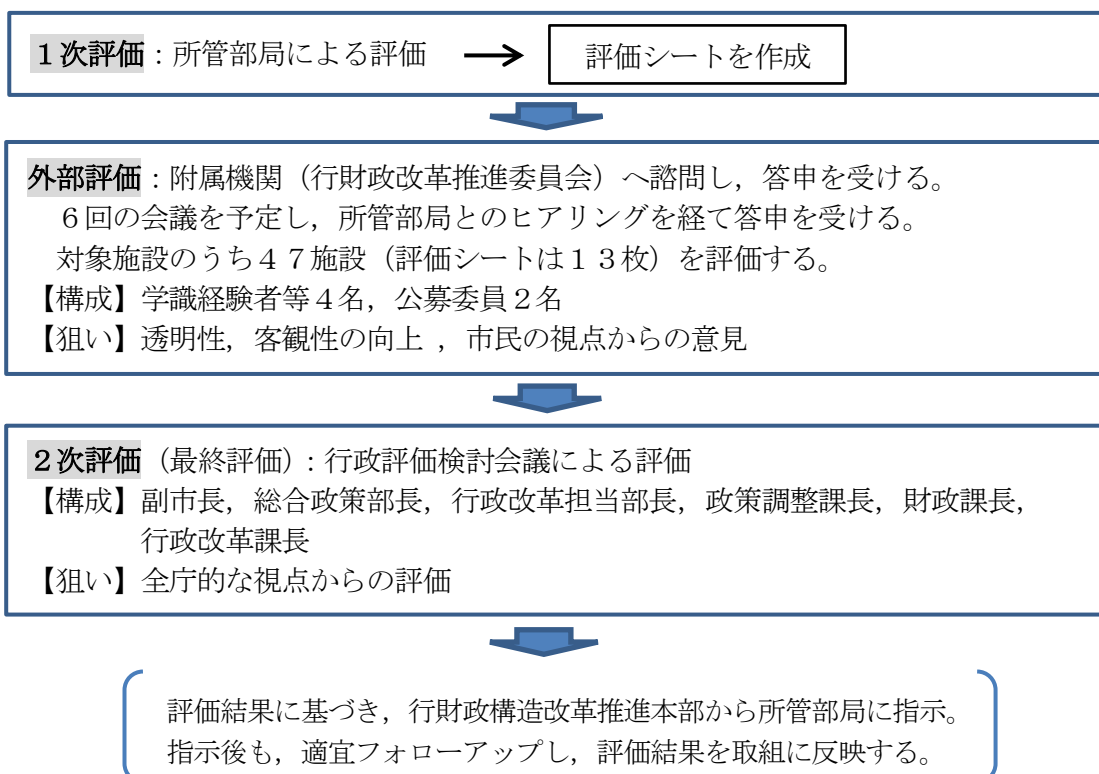 １次評価：所管部局による評価 → 評価シートを作成
外部評価：附属機関（行財政改革推進委員会）へ諮問し，答申を受ける。
６回の会議を予定し，所管部局とのヒアリングを経て答申を受ける。
対象施設のうち４７施設（評価シートは１３枚）を評価する。
【構成】学識経験者等４名，公募委員２名
【狙い】透明性，客観性の向上 ，市民の視点からの意見
２次評価（最終評価）：行政評価検討会議による評価
【構成】副市長，総合政策部長，行政改革担当部長，政策調整課長，財政課長，
行政改革課長
【狙い】全庁的な視点からの評価
評価結果に基づき，行財政構造改革推進本部から所管部局に指示。
指示後も，適宜フォローアップし，評価結果を取組に反映する。